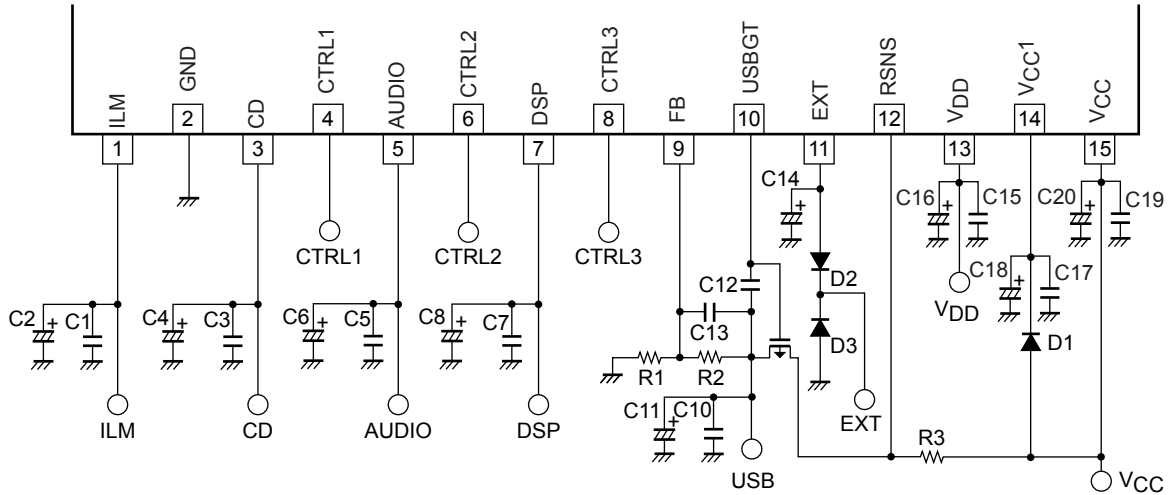 ILM
GND
CD
CTRL1
AUDIO
CTRL2
DSP
CTRL3
FB
USBGT
EXT
RSNS
VDD
VCC1
VCC
1
2
3
4
5
6
7
8
9
10
11
12
13
14
15
C14
+
C16
+
C15
C20
+
C19
CTRL1
CTRL2
CTRL3
C12
D2
C18
+
C17
VDD
C2
+
C1
C4
+
C3
C6
+
C5
C8
+
C7
C13
D3
D1
R1
R2
C11
+
C10
EXT
ILM
CD
AUDIO
DSP
R3
USB
VCC